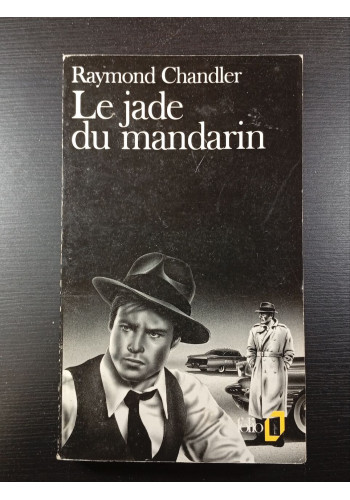 Raymond Chandler
Le jade
du mandarin
folio